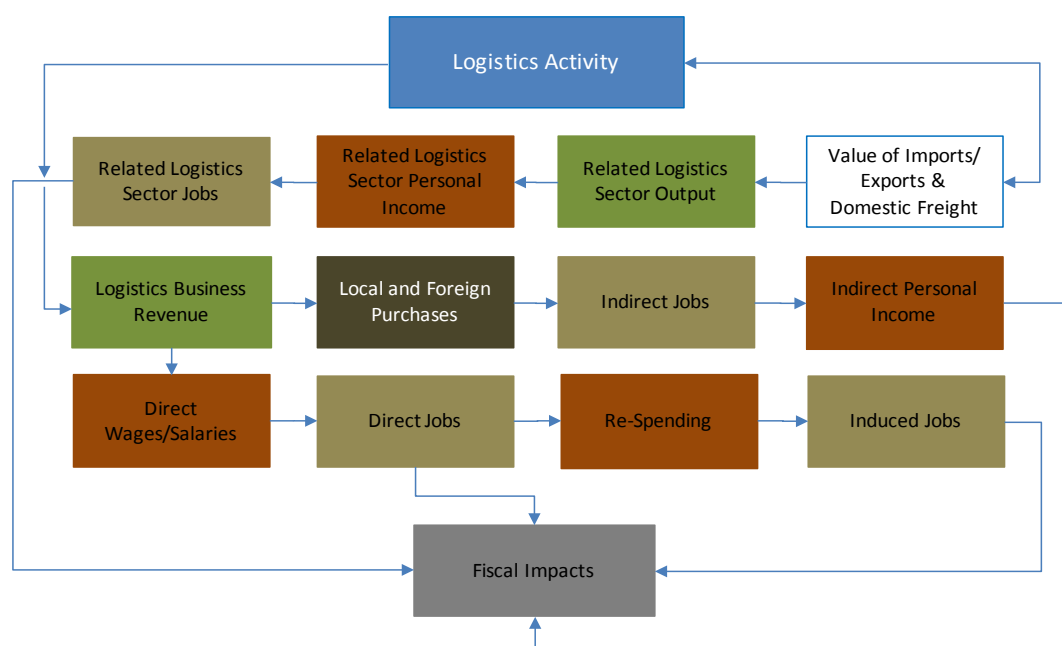 Logistics Activity
Related Logistics
Sector Jobs
Related Logistics
Sector Personal
Income
Related Logistics
Sector Output
Value of Imports/
Exports &
Domestic Freight
Logistics Business
Revenue
Local and Foreign
Purchases
Indirect Jobs
Indirect Personal
Income
Direct
Wages/Salaries
Direct Jobs
Re-Spending
Induced Jobs
Fiscal Impacts